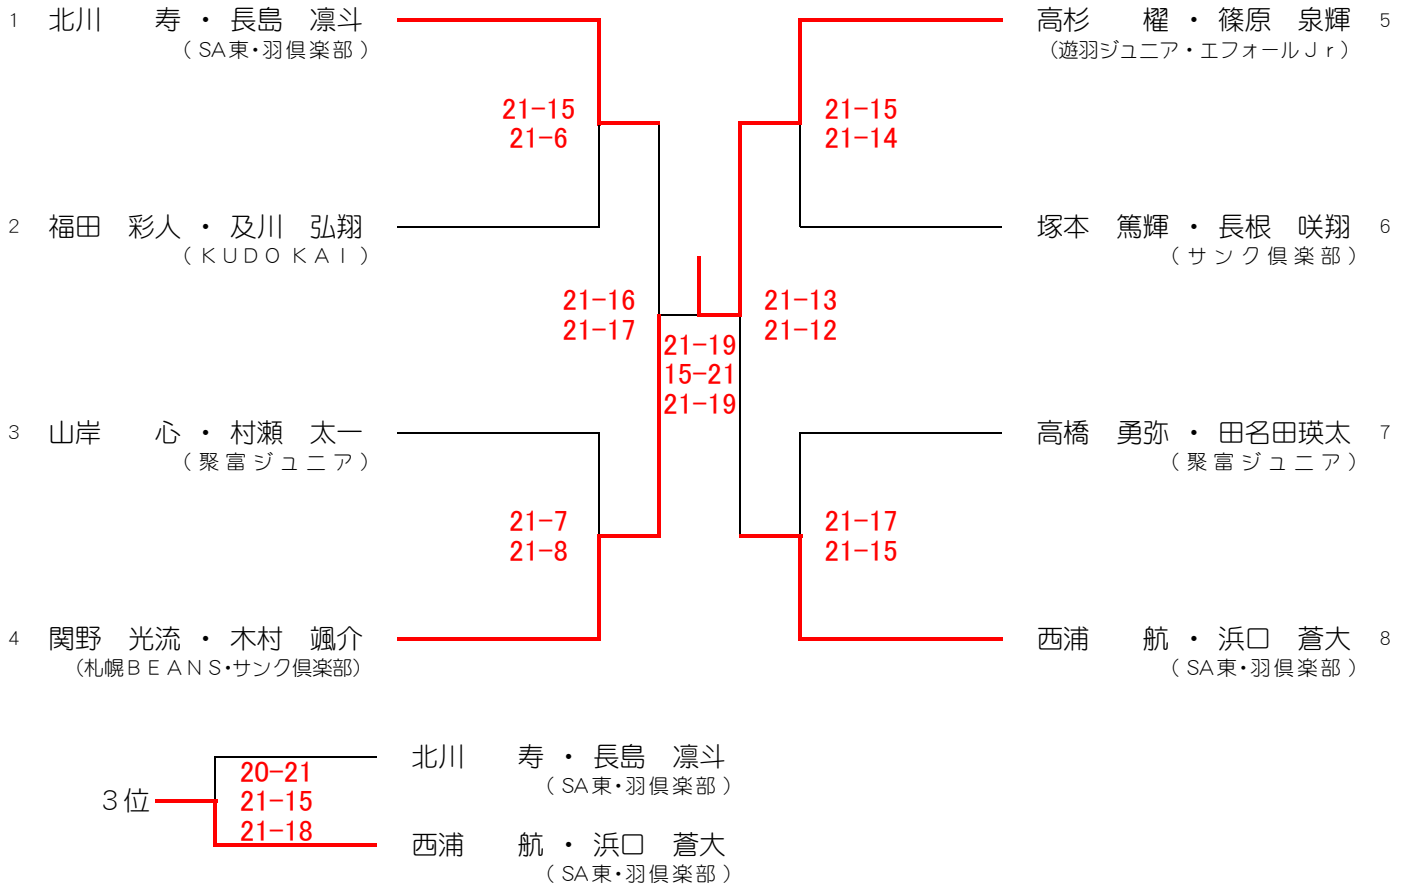 1 北川 寿 ・ 長島 凛斗
( SA東・羽倶楽部 )
21-15
21-6
2 福田 彩人 ・ 及川 弘翔
( KUDO KAI )
21-16
21-17
3 山岸 心 ・ 村瀬 太一
( 聚富ジュニア )
21-7
21-8
4 関野 光流 ・ 木村 颯介
(札幌BEANS・サンク倶楽部)
21-19
15-21
21-19
高杉 櫂 ・ 篠原 泉輝 5
(遊羽ジュニア・エフォールJr)
21-15
21-14
塚本 篤輝 ・ 長根 咲翔 6
( サンク倶楽部 )
21-13
21-12
高橋 勇弥 ・ 田名田瑛太 7
( 聚富ジュニア )
21-17
21-15
西浦 航 ・ 浜口 蒼大 8
( SA東・羽倶楽部 )
北川 寿 ・ 長島 凛斗
( SA東・羽倶楽部 )
3位
20-21
21-15
21-18
西浦 航 ・ 浜口 蒼大
( SA東・羽倶楽部 )